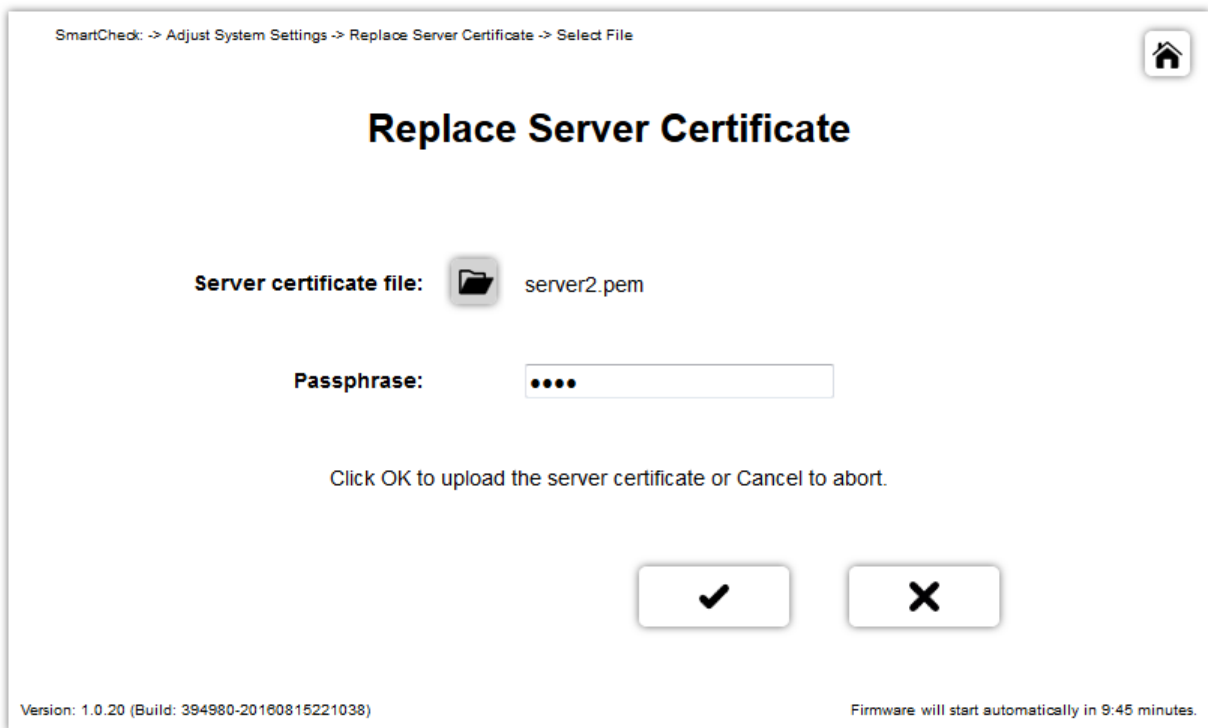 SmartCheck: -> Adjust System Settings -> Replace Server Certificate -> Select File
Replace Server Certificate
Server certificate file: server2.pem
Passphrase: ••••
Click OK to upload the server certificate or Cancel to abort.
Version: 1.0.20 (Build: 394980-20160815221038) Firmware will start automatically in 9:45 minutes.